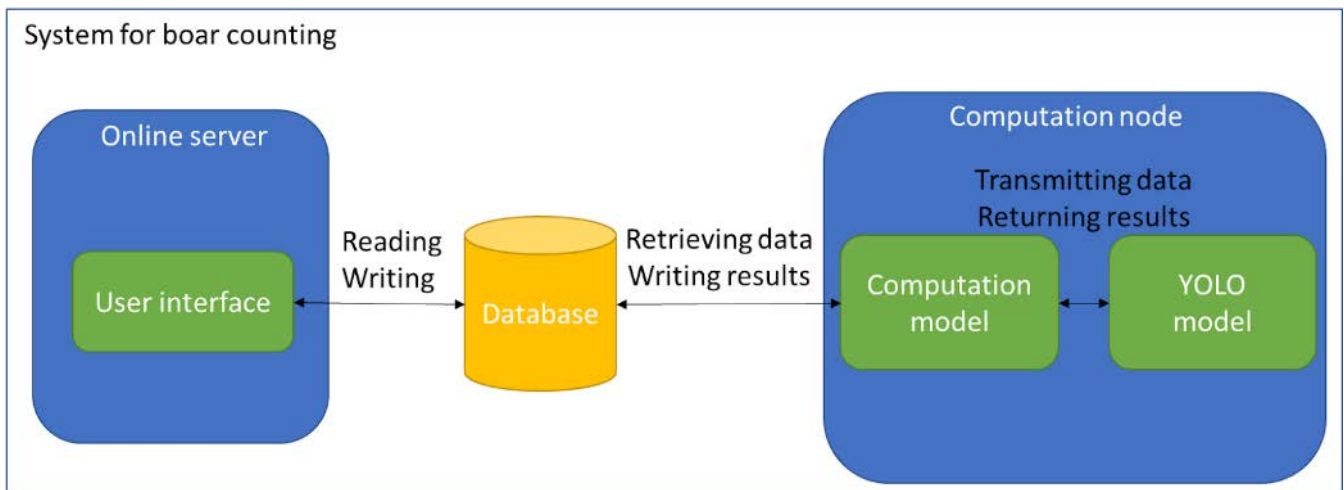 System for boar counting
Online server
User interface
Reading
Writing
Database
Retrieving data
Writing results
Computation node
Transmitting data
Returning results
Computation
model
YOLO
model